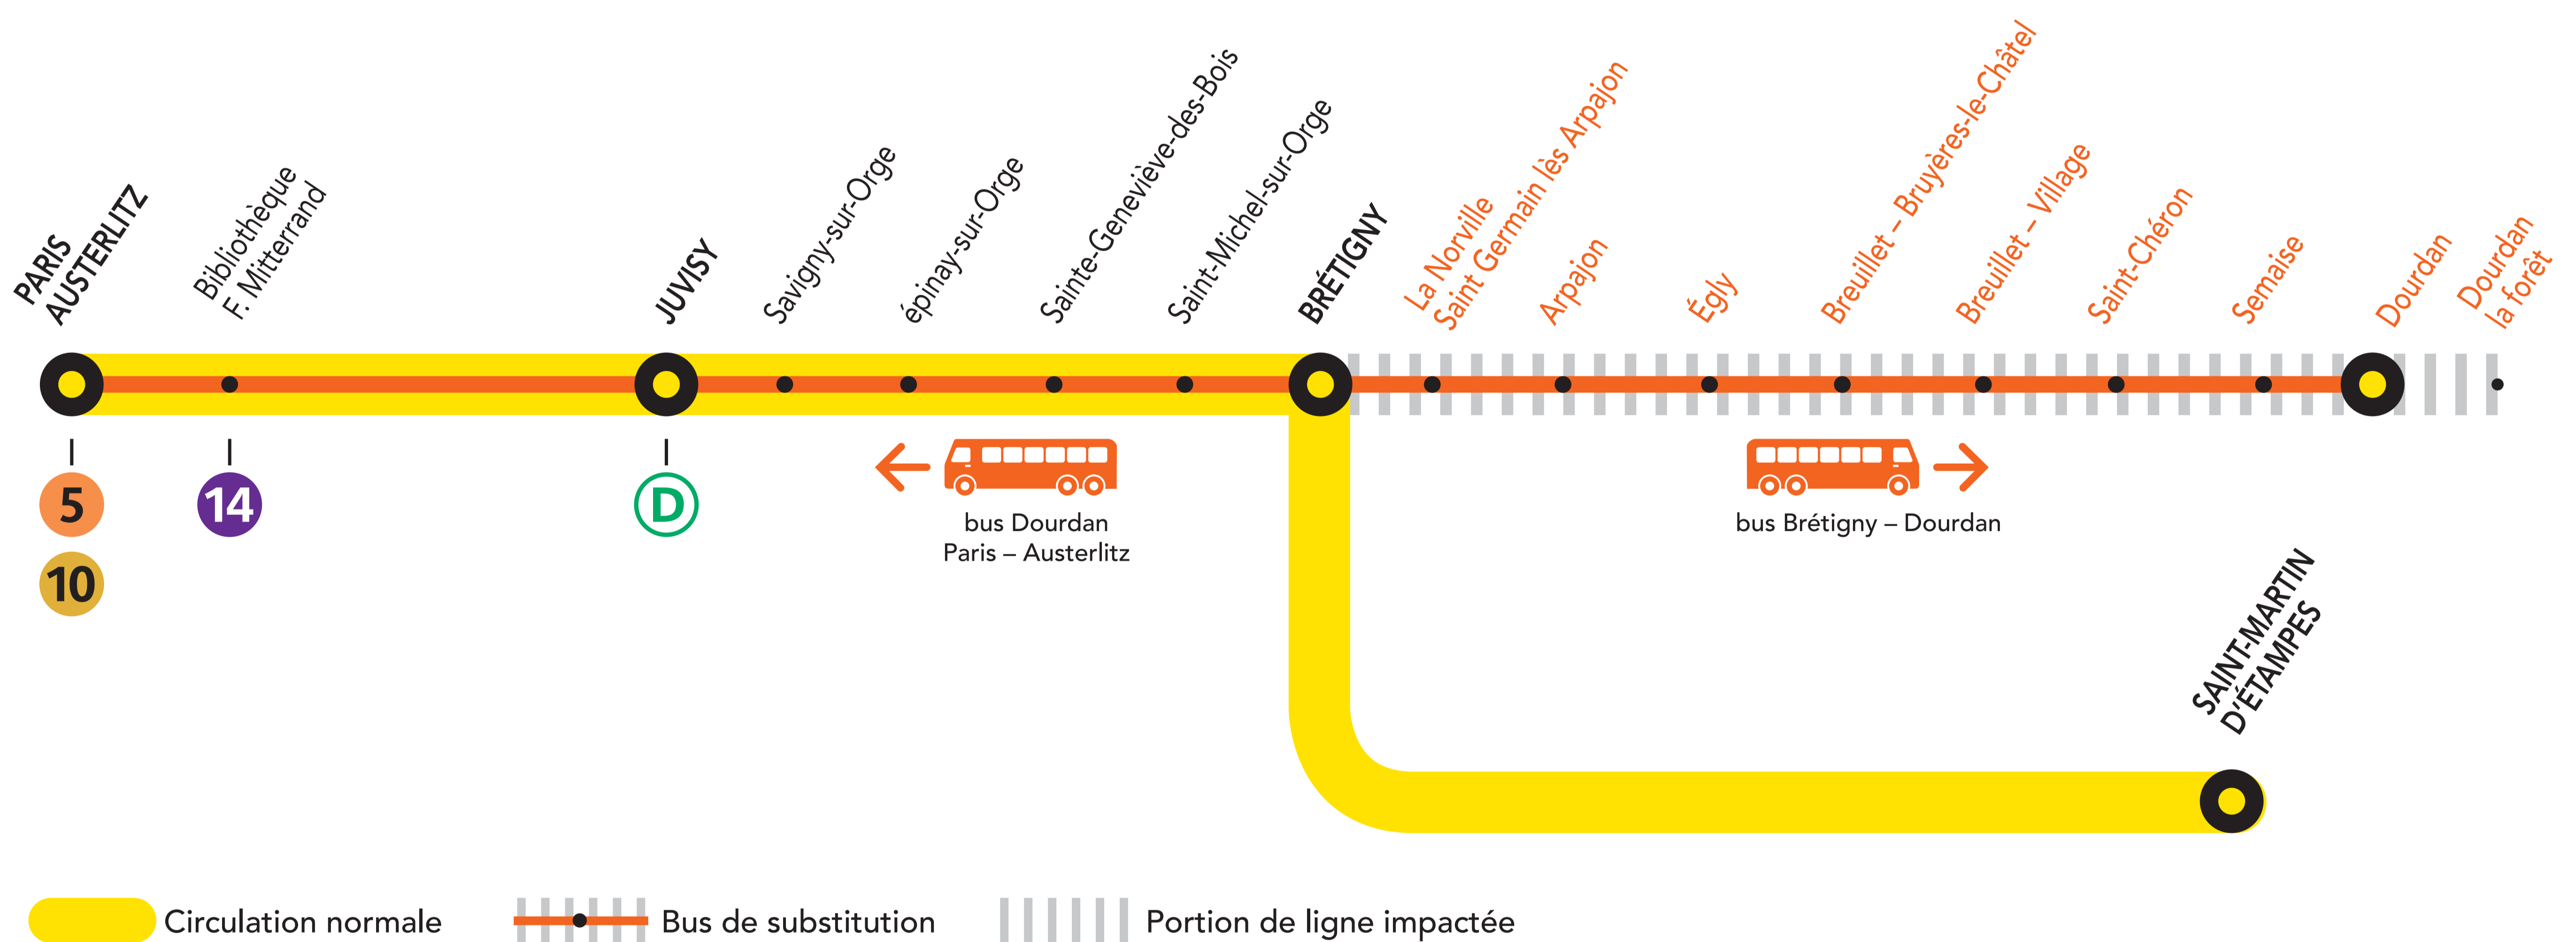 PARIS
AUSTERLITZ
Bibliothèque
F. Mitterrand
JUVISY
Savigny-sur-Orge
épinay-sur-Orge
Sainte-Geneviève-des-Bois
Saint-Michel-sur-Orge
BRÉTIGNY
La Norville
Saint Germain lès Arpajon
Arpajon
Égly
Breuillet – Bruyères-le-Châtel
Breuillet – Village
Saint-Chéron
Semaise
Dourdan
Dourdan
la forêt
5
10
14
D
bus Dourdan
Paris – Austerlitz
bus Brétigny – Dourdan
SAINT-MARTIN
D'ÉTAMPES
Circulation normale
Bus de substitution
Portion de ligne impactée